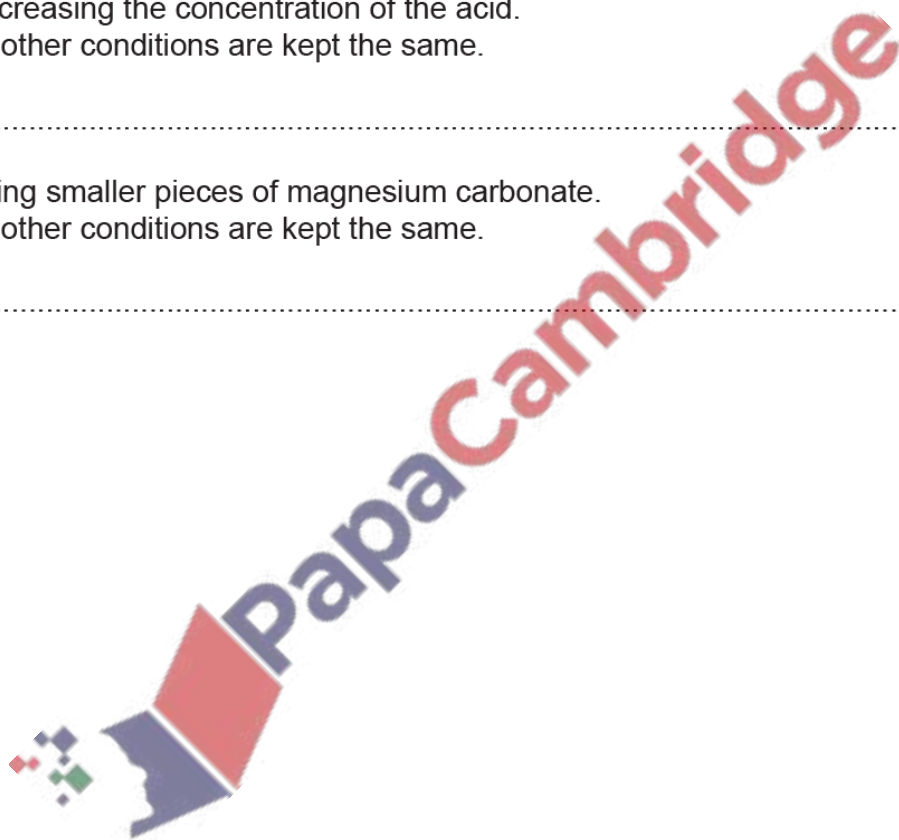 creasing the concentration of the acid.
other conditions are kept the same.
ing smaller pieces of magnesium carbonate.
other conditions are kept the same.
PapaCambridge